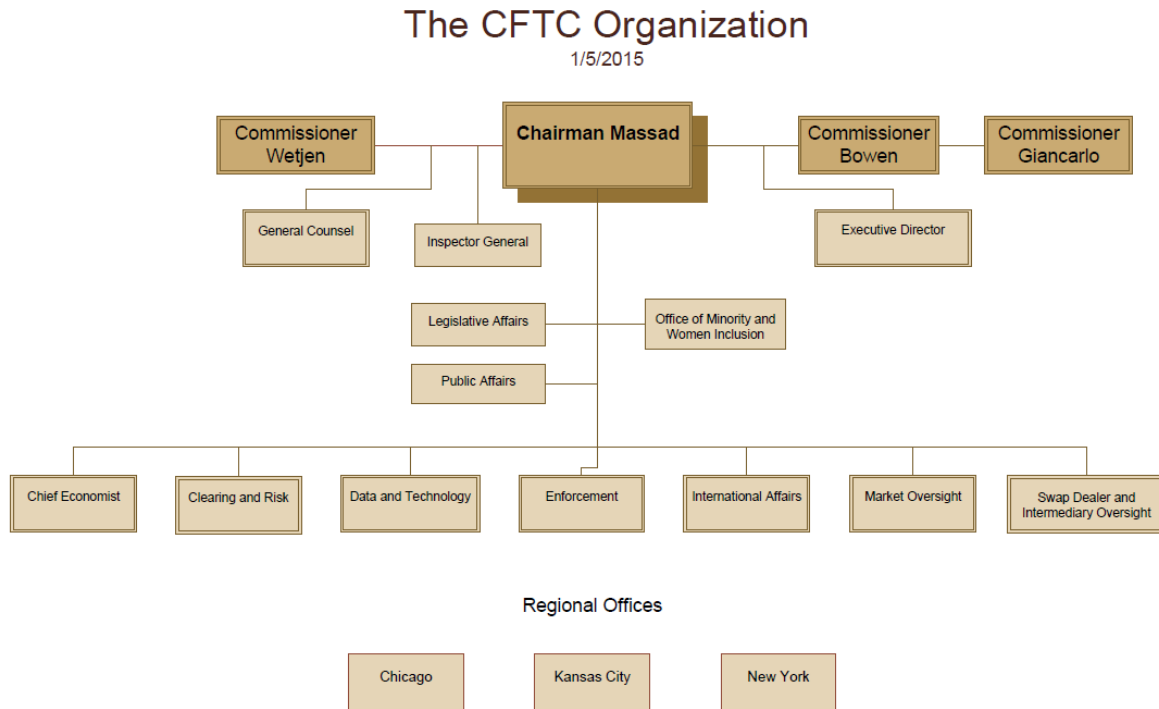 The CFTC Organization
1/5/2015
Commissioner
Wetjen
Chairman Massad
Commissioner
Bowen
Commissioner
Giancarlo
General Counsel
Inspector General
Executive Director
Legislative Affairs
Office of Minority and
Women Inclusion
Public Affairs
Chief Economist
Clearing and Risk
Data and Technology
Enforcement
International Affairs
Market Oversight
Swap Dealer and
Intermediary Oversight
Regional Offices
Chicago
Kansas City
New York